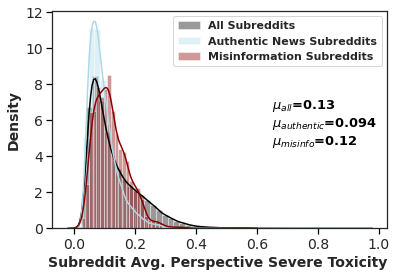 12
10
8
6
4
2
0
Density
All Subreddits
Authentic News Subreddits
Misinformation Subreddits
μall=0.13
μauthentic=0.094
μmisinfo=0.12
0.0 0.2 0.4 0.6 0.8 1.0
Subreddit Avg. Perspective Severe Toxicity